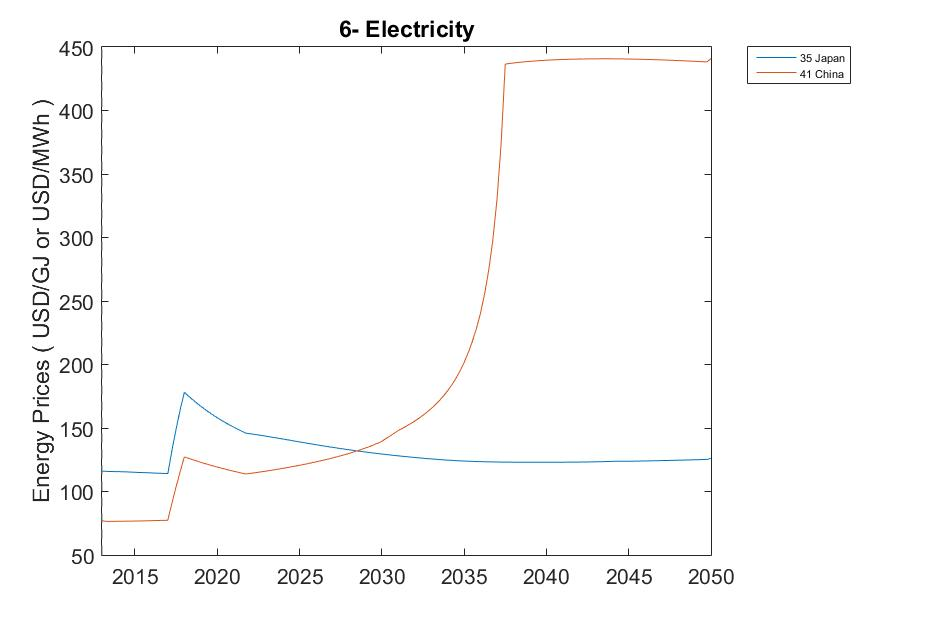 6- Electricity
450
400
350
300
250
200
150
100
50
Energy Prices ( USD/GJ or USD/MWh )
2015 2020 2025 2030 2035 2040 2045 2050
35 Japan
41 China